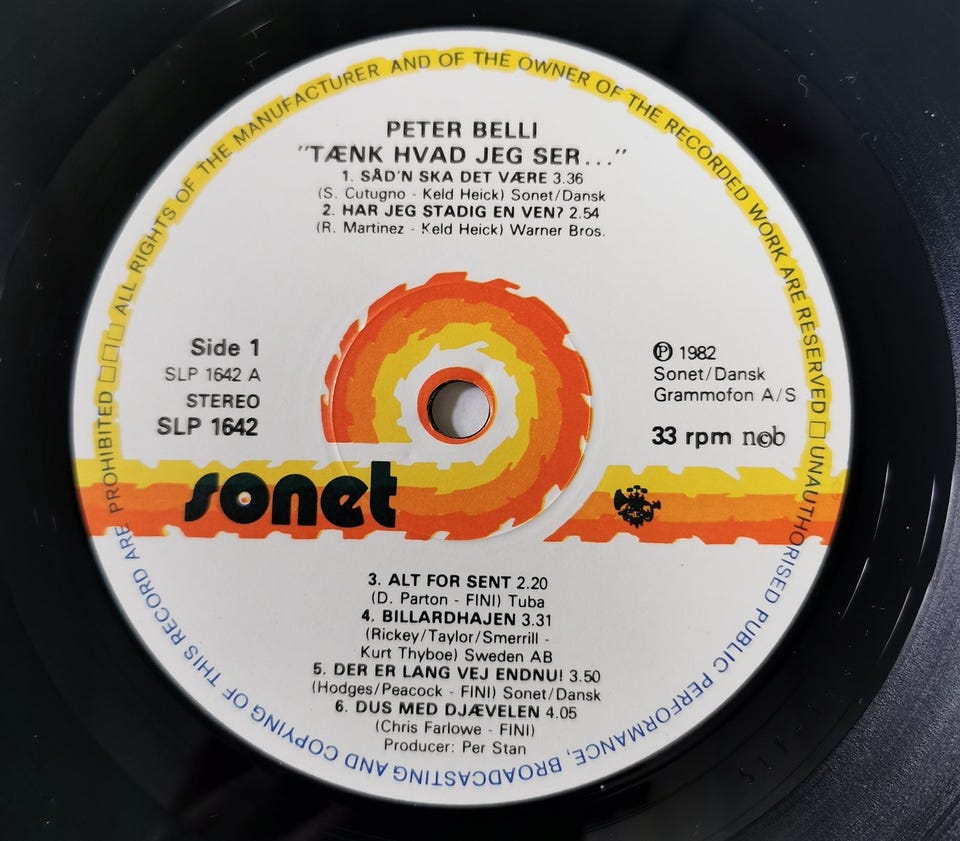 ALL RIGHTS OF THE MANUFACTURER AND OF THE OWNER OF THE RECORDED WORK ARE RESERVED □ UNAUTHORISED PUBLIC PERFORMANCE, BROADCASTING AND COPYING OF THIS RECORD ARE PROHIBITED □□□
PETER BELLI
"TÆNK HVAD JEG SER..."
1. SÅD'N SKA DET VÆRE 3.36
(S. Cutugno - Keld Heick) Sonet/Dansk
2. HAR JEG STADIG EN VEN? 2.54
(R. Martinez - Keld Heick) Warner Bros.
Side 1
SLP 1642 A
STEREO
SLP 1642
Ⓟ 1982
Sonet/Dansk
Grammofon A/S
33 rpm n©b
sonet
3. ALT FOR SENT 2.20
(D. Parton - FINI) Tuba
4. BILLARDHAJEN 3.31
(Rickey/Taylor/Smerrill -
Kurt Thyboe) Sweden AB
5. DER ER LANG VEJ ENDNU! 3.50
(Hodges/Peacock - FINI) Sonet/Dansk
6. DUS MED DJÆVELEN 4.05
(Chris Farlowe - FINI)
Producer: Per Stan